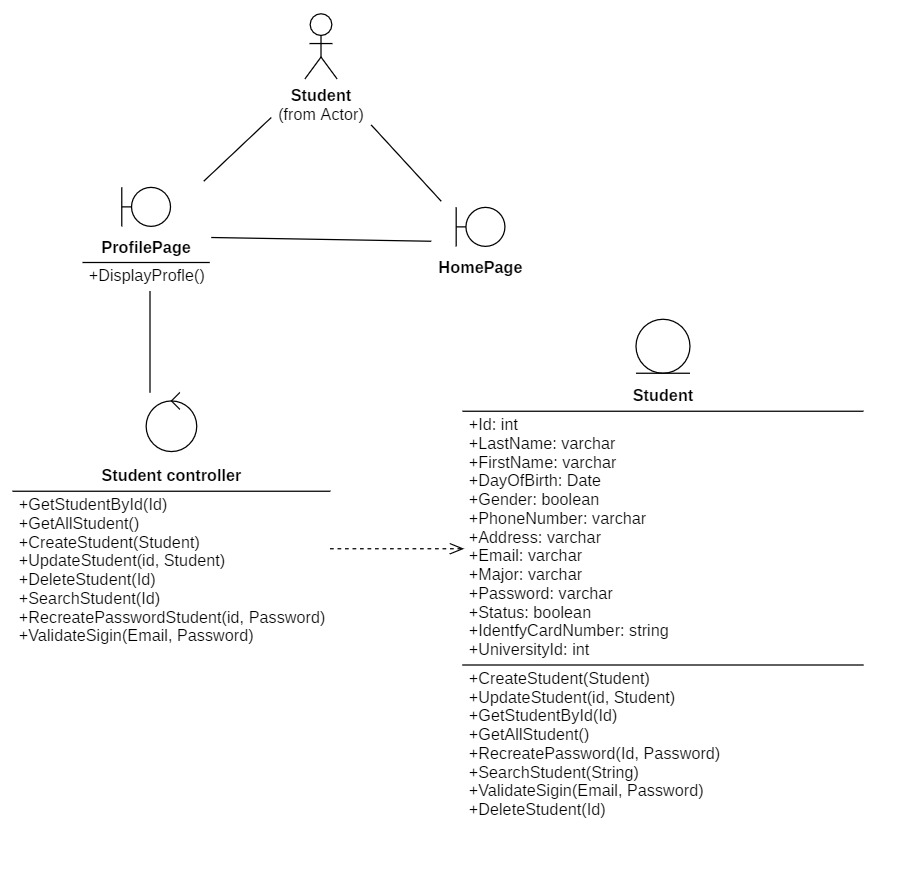 Student
(from Actor)
ProfilePage
+DisplayProfle()
HomePage
Student controller
+GetStudentById(Id)
+GetAllStudent()
+CreateStudent(Student)
+UpdateStudent(id, Student)
+DeleteStudent(Id)
+SearchStudent(Id)
+RecreatePasswordStudent(id, Password)
+ValidateSigin(Email, Password)
Student
+Id: int
+LastName: varchar
+FirstName: varchar
+DayOfBirth: Date
+Gender: boolean
+PhoneNumber: varchar
+Address: varchar
+Email: varchar
+Major: varchar
+Password: varchar
+Status: boolean
+IdentfyCardNumber: string
+UniversityId: int
+CreateStudent(Student)
+UpdateStudent(id, Student)
+GetStudentById(Id)
+GetAllStudent()
+RecreatePassword(Id, Password)
+SearchStudent(String)
+ValidateSigin(Email, Password)
+DeleteStudent(Id)